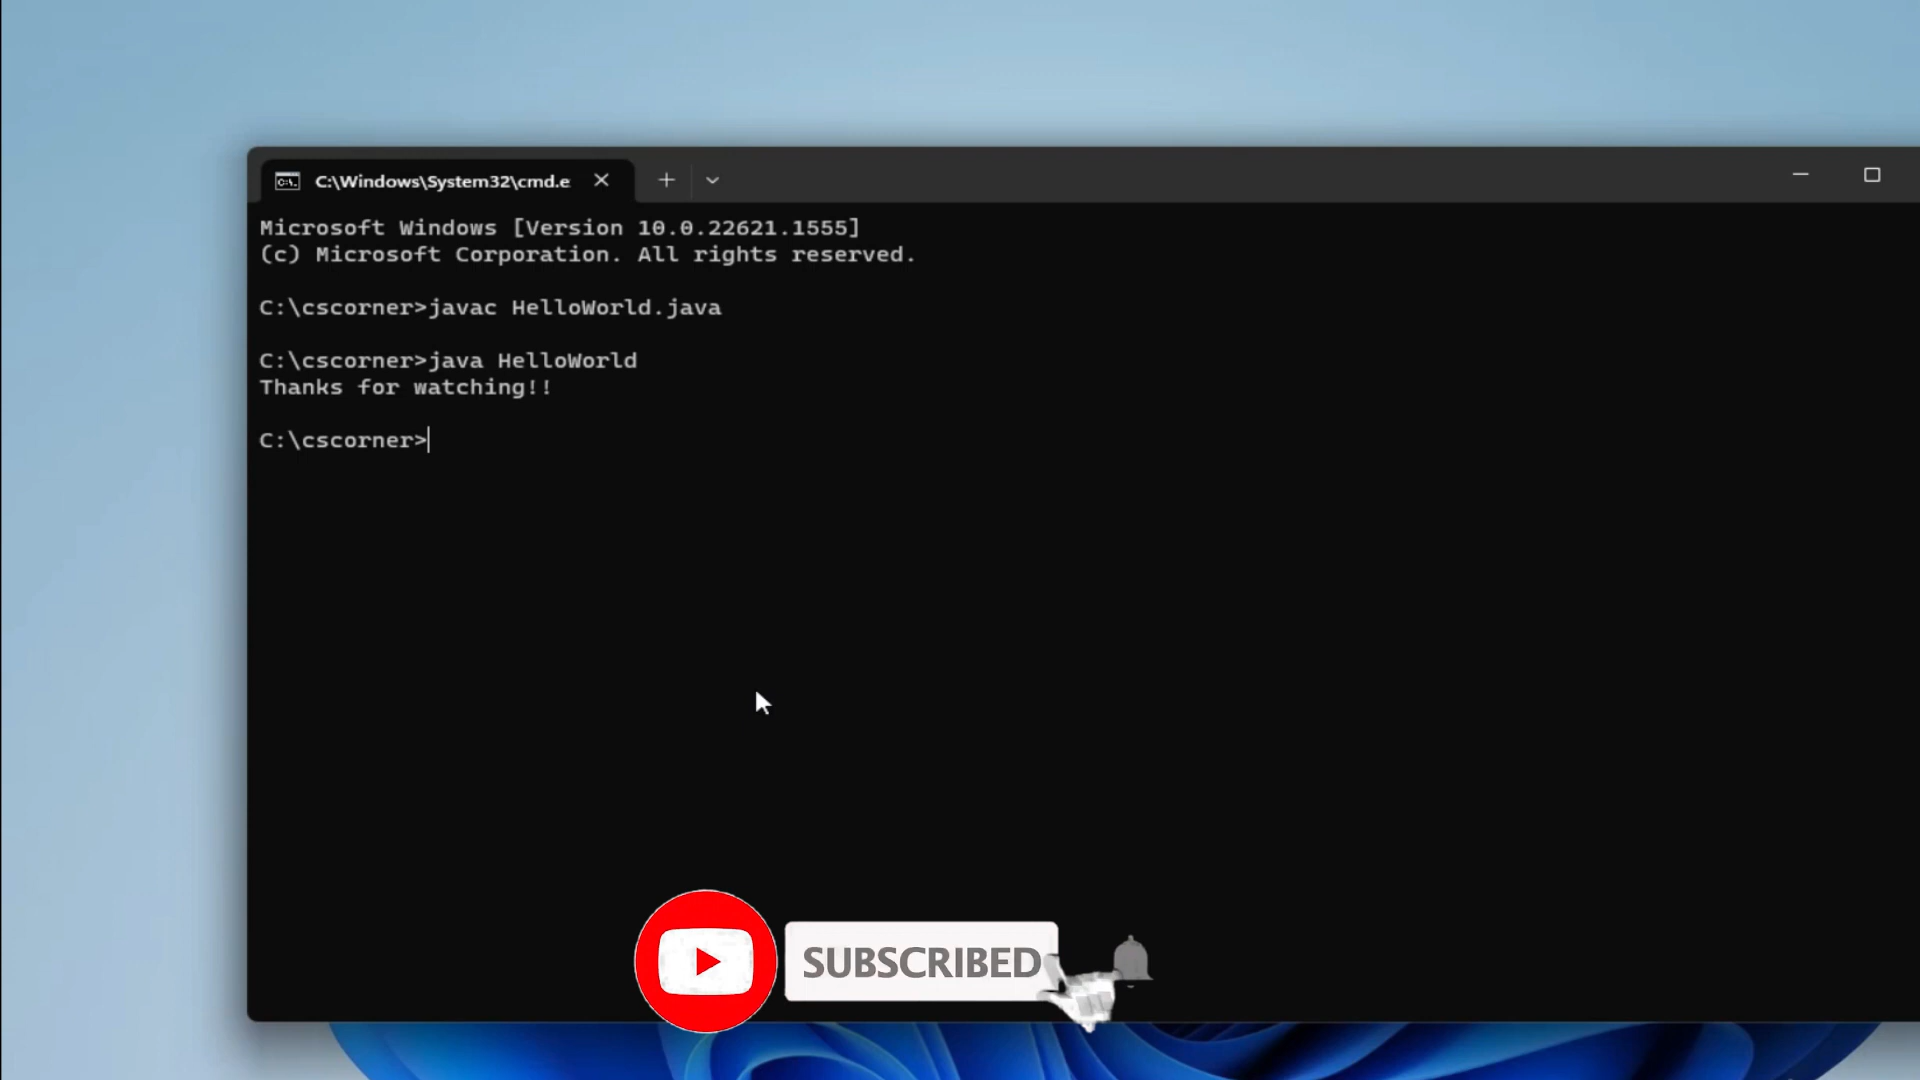 C:\Windows\System32\cmd.e
Microsoft Windows [Version 10.0.22621.1555]
(c) Microsoft Corporation. All rights reserved.
C:\cscorner>javac HelloWorld.java
C:\cscorner>java HelloWorld
Thanks for watching!!
C:\cscorner>
SUBSCRIBED